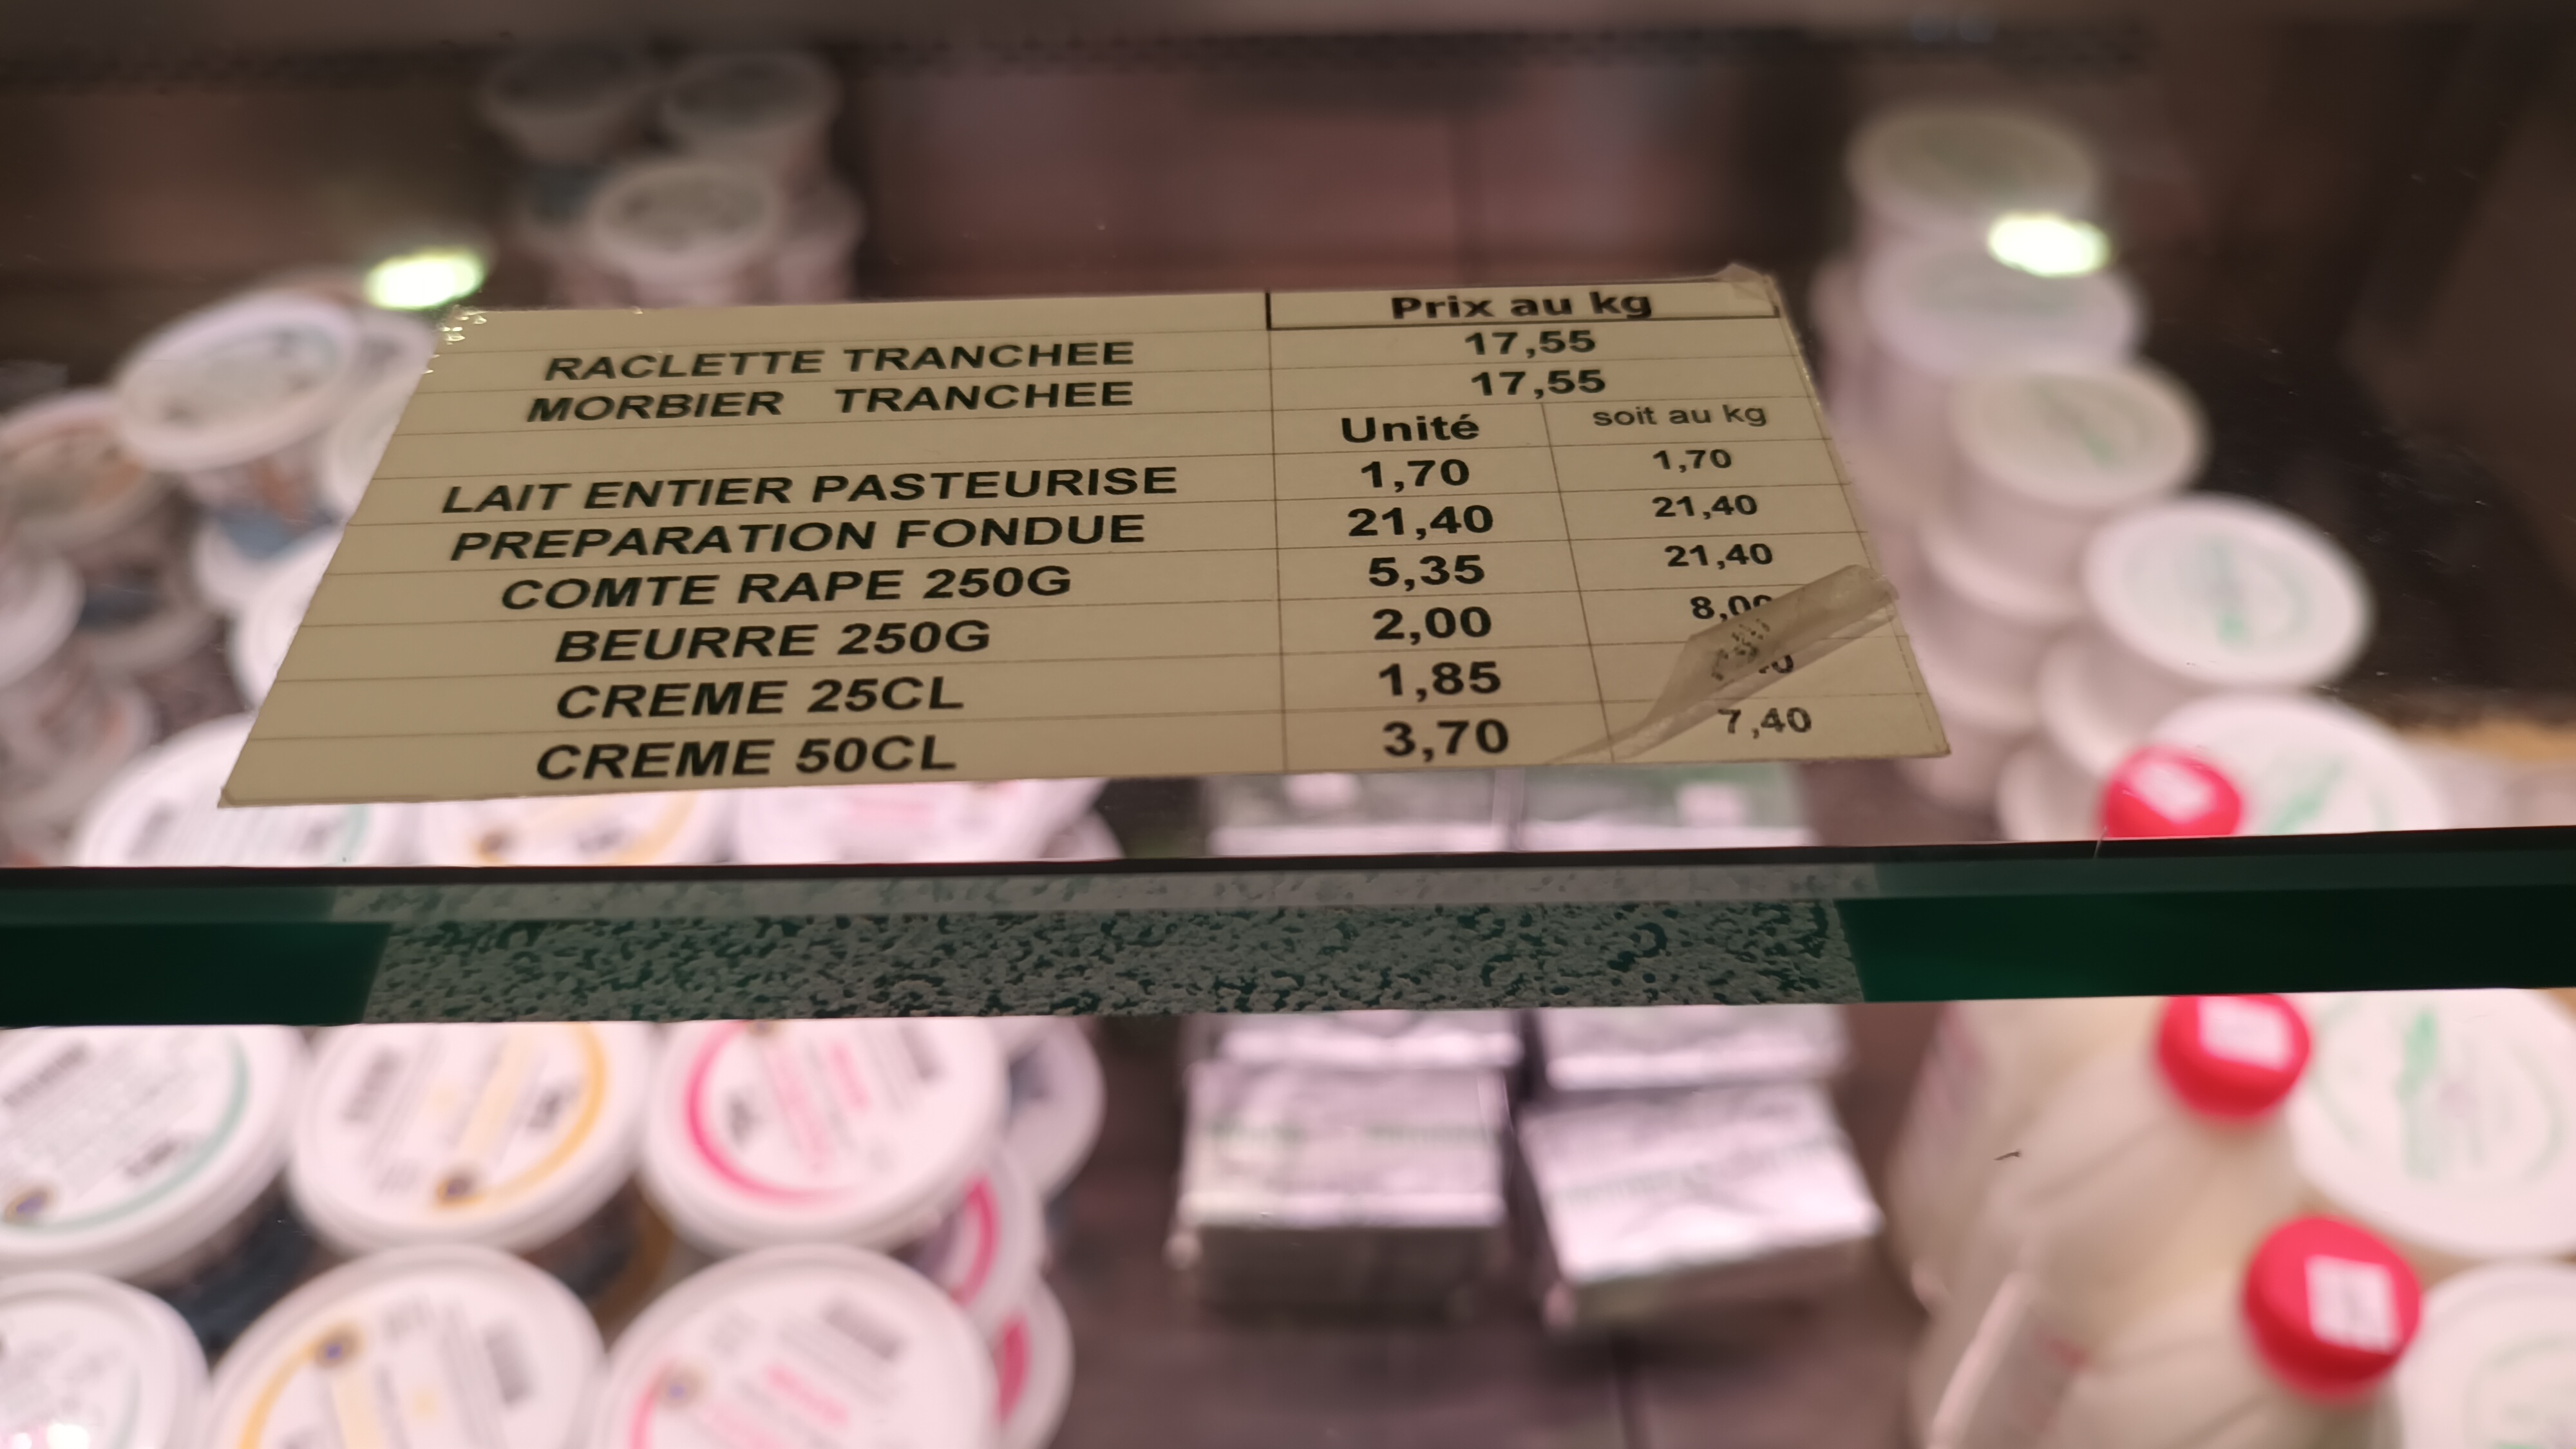 Prix au kg
RACLETTE TRANCHEE 17,55
MORBIER TRANCHEE 17,55
Unité soit au kg
LAIT ENTIER PASTEURISE 1,70 1,70
PREPARATION FONDUE 21,40 21,40
COMTE RAPE 250G 5,35 21,40
BEURRE 250G 2,00 8,00
CREME 25CL 1,85
CREME 50CL 3,70 7,40